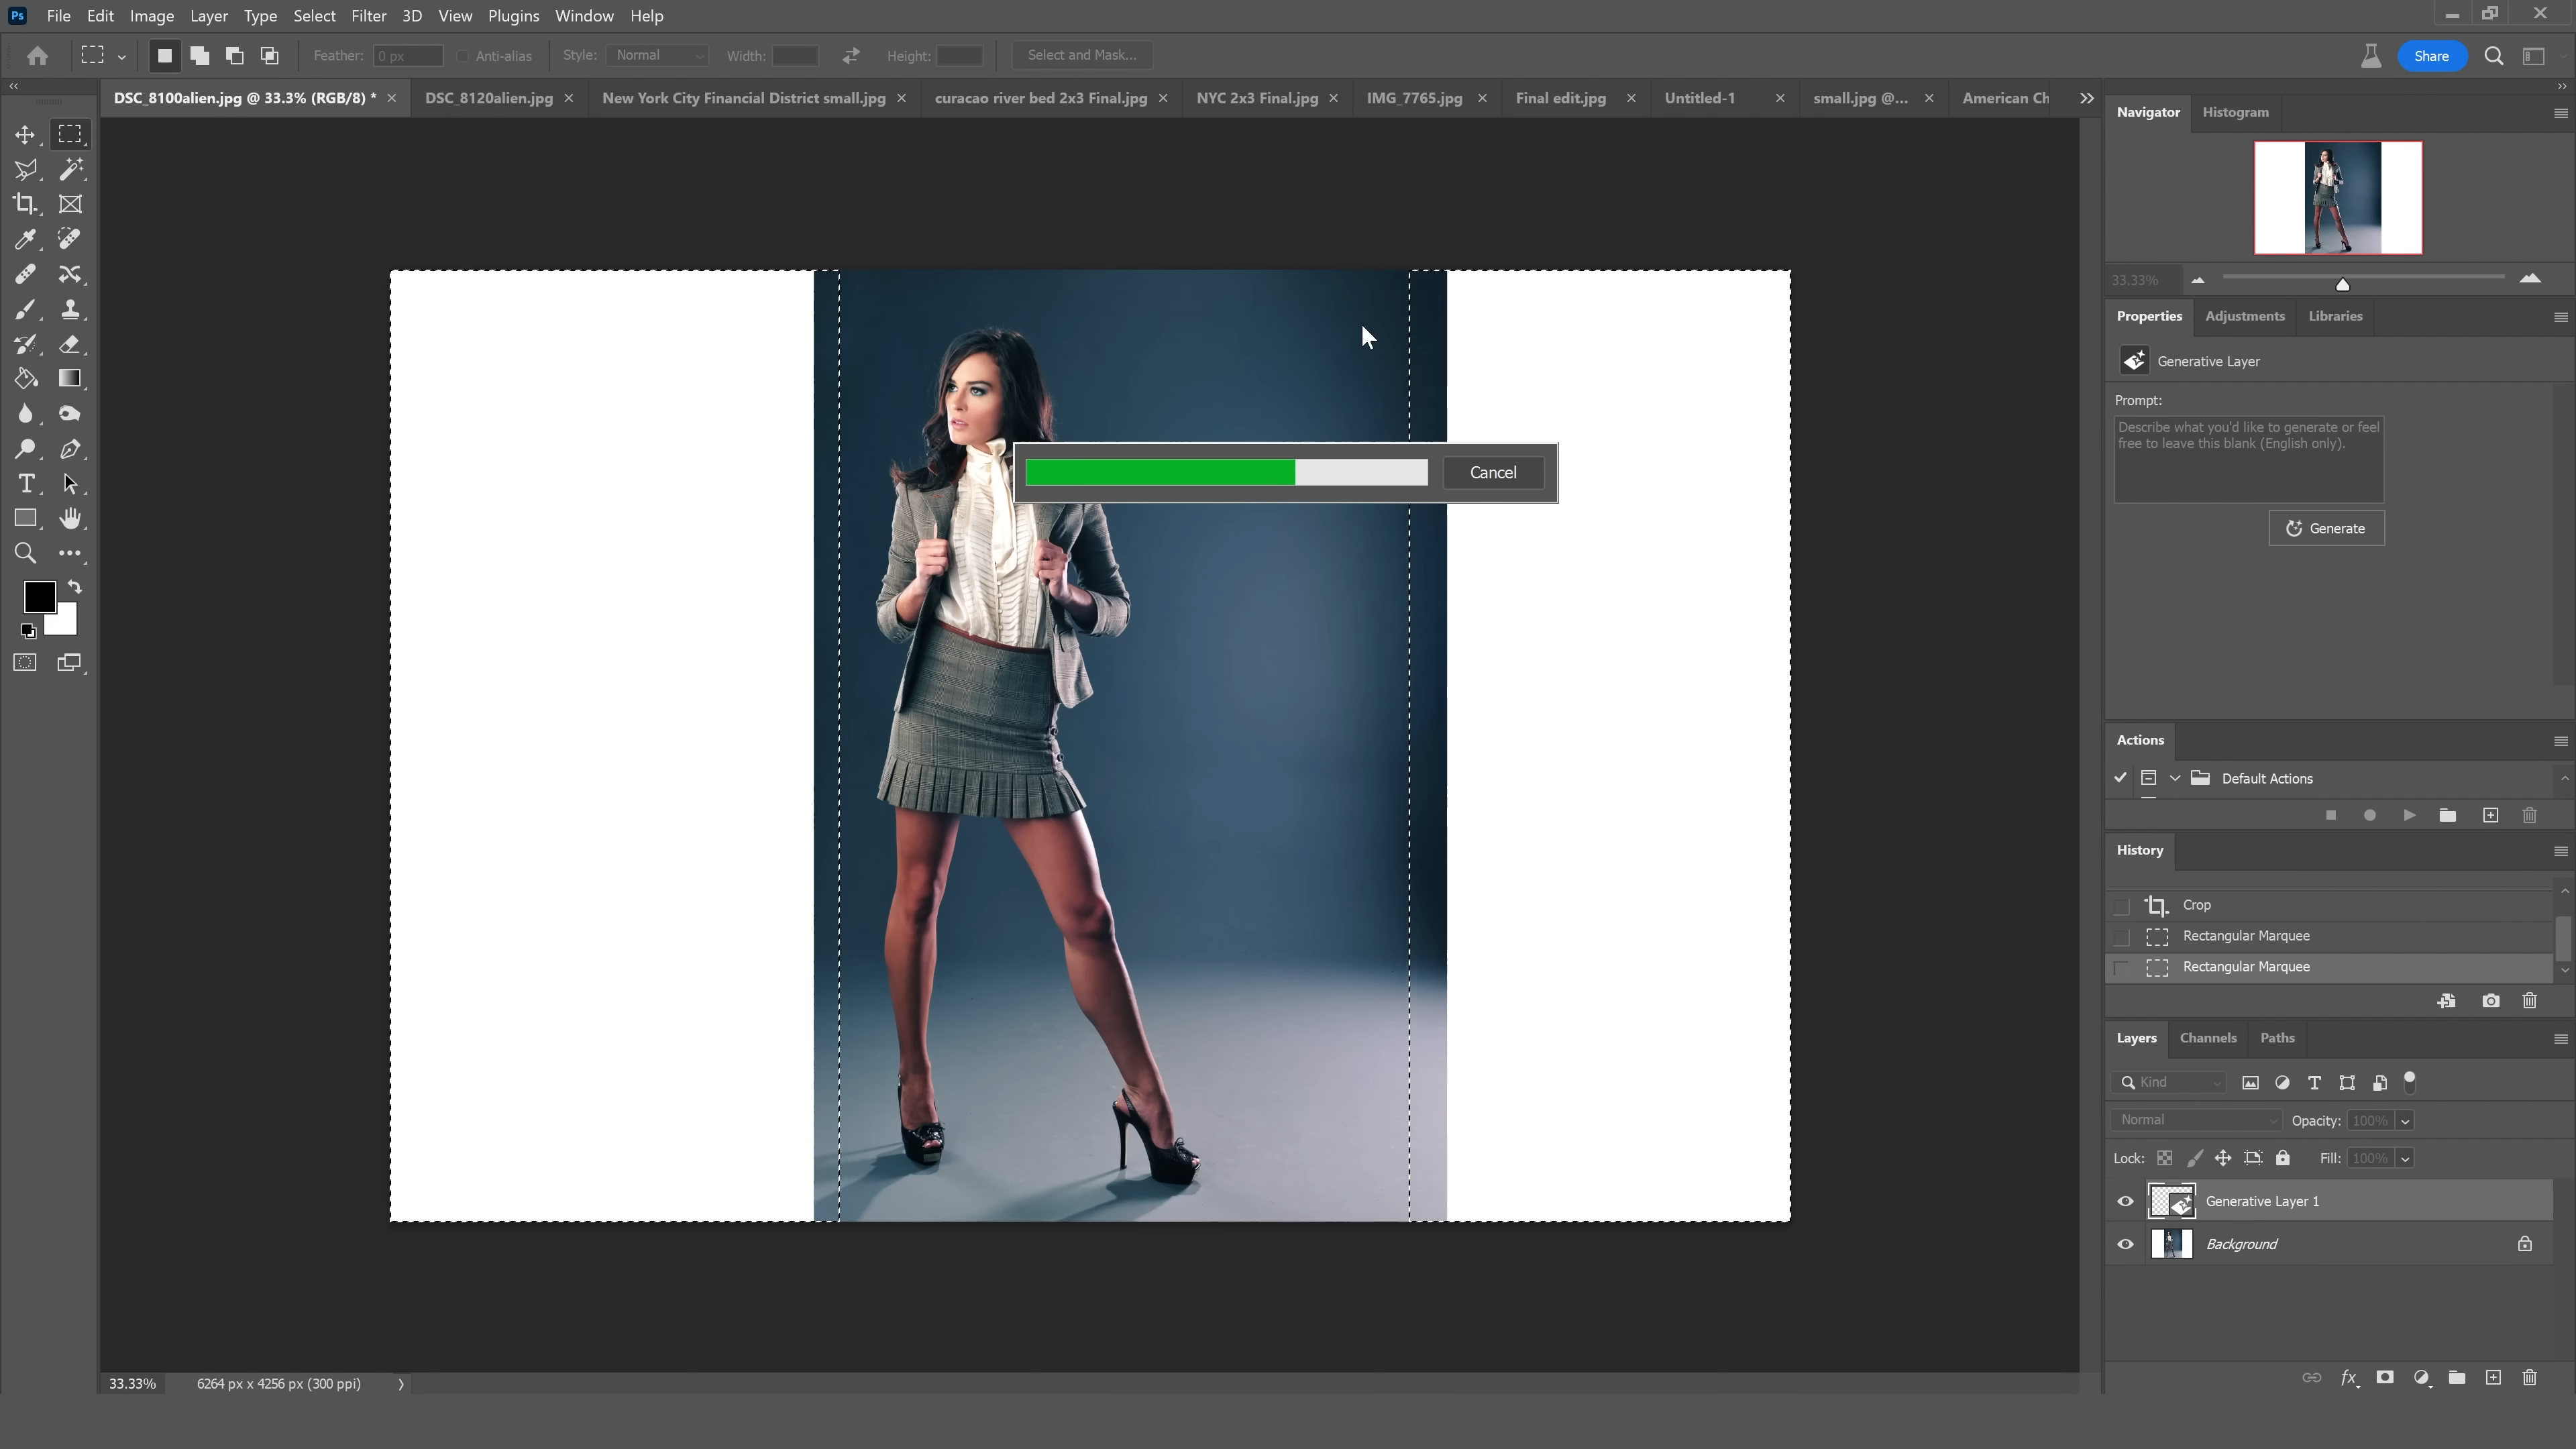 Ps File Edit Image Layer Type Select Filter 3D View Plugins Window Help
Feather: 0 px Anti-alias Style: Normal Width: Height: Select and Mask... Share
DSC_8100alien.jpg @ 33.3% (RGB/8) * DSC_8120alien.jpg New York City Financial District small.jpg curacao river bed 2x3 Final.jpg NYC 2x3 Final.jpg IMG_7765.jpg Final edit.jpg Untitled-1 small.jpg @... American Ch
Navigator Histogram
33.33%
Properties Adjustments Libraries
Generative Layer
Prompt:
Describe what you'd like to generate or feel
free to leave this blank (English only).
Cancel
Generate
Actions
Default Actions
History
Crop
Rectangular Marquee
Rectangular Marquee
Layers Channels Paths
Kind
Normal Opacity: 100%
Lock: Fill: 100%
Generative Layer 1
Background
fx
33.33% 6264 px x 4256 px (300 ppi)